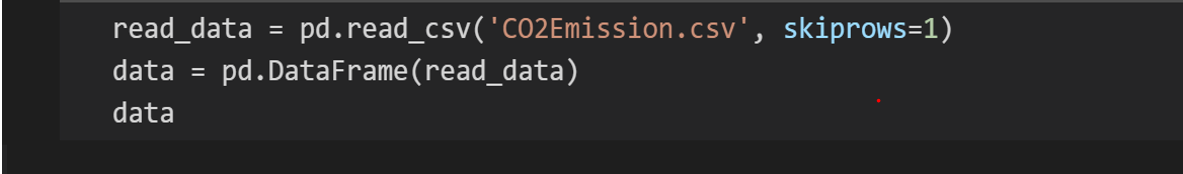 read_data = pd.read_csv('CO2Emission.csv', skiprows=1)
data = pd.DataFrame(read_data)
data